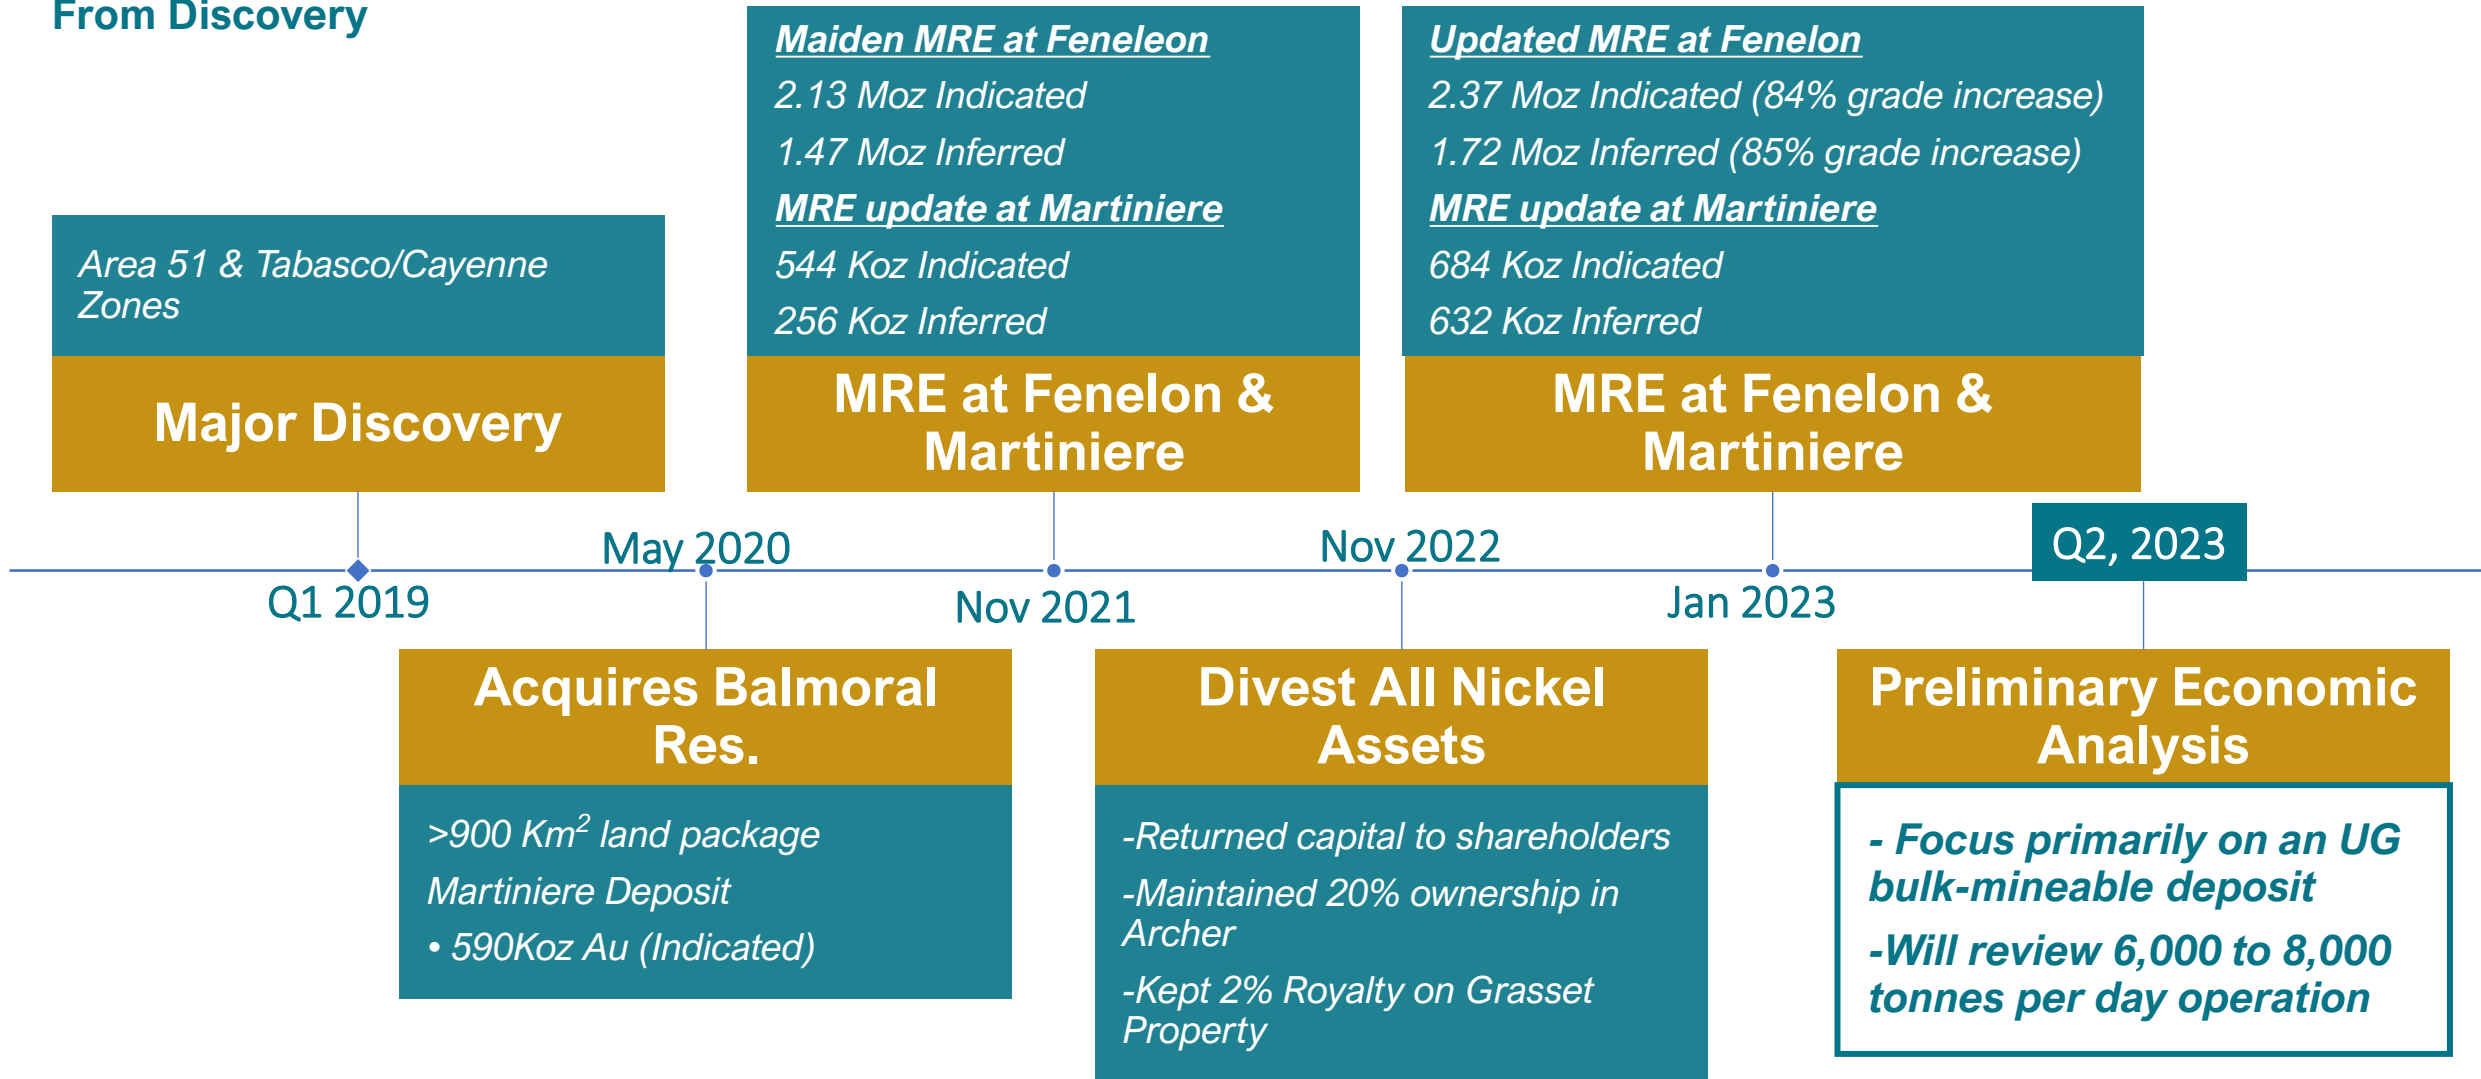 From Discovery
Area 51 & Tabasco/Cayenne
Zones
Major Discovery
Q1 2019
May 2020
Acquires Balmoral
Res.
>900 Km² land package
Martiniere Deposit
• 590Koz Au (Indicated)
Maiden MRE at Feneleon
2.13 Moz Indicated
1.47 Moz Inferred
MRE update at Martiniere
544 Koz Indicated
256 Koz Inferred
MRE at Fenelon &
Martiniere
Nov 2021
Nov 2022
Divest All Nickel
Assets
-Returned capital to shareholders
-Maintained 20% ownership in
Archer
-Kept 2% Royalty on Grasset
Property
Updated MRE at Fenelon
2.37 Moz Indicated (84% grade increase)
1.72 Moz Inferred (85% grade increase)
MRE update at Martiniere
684 Koz Indicated
632 Koz Inferred
MRE at Fenelon &
Martiniere
Jan 2023
Q2, 2023
Preliminary Economic
Analysis
- Focus primarily on an UG
bulk-mineable deposit
-Will review 6,000 to 8,000
tonnes per day operation